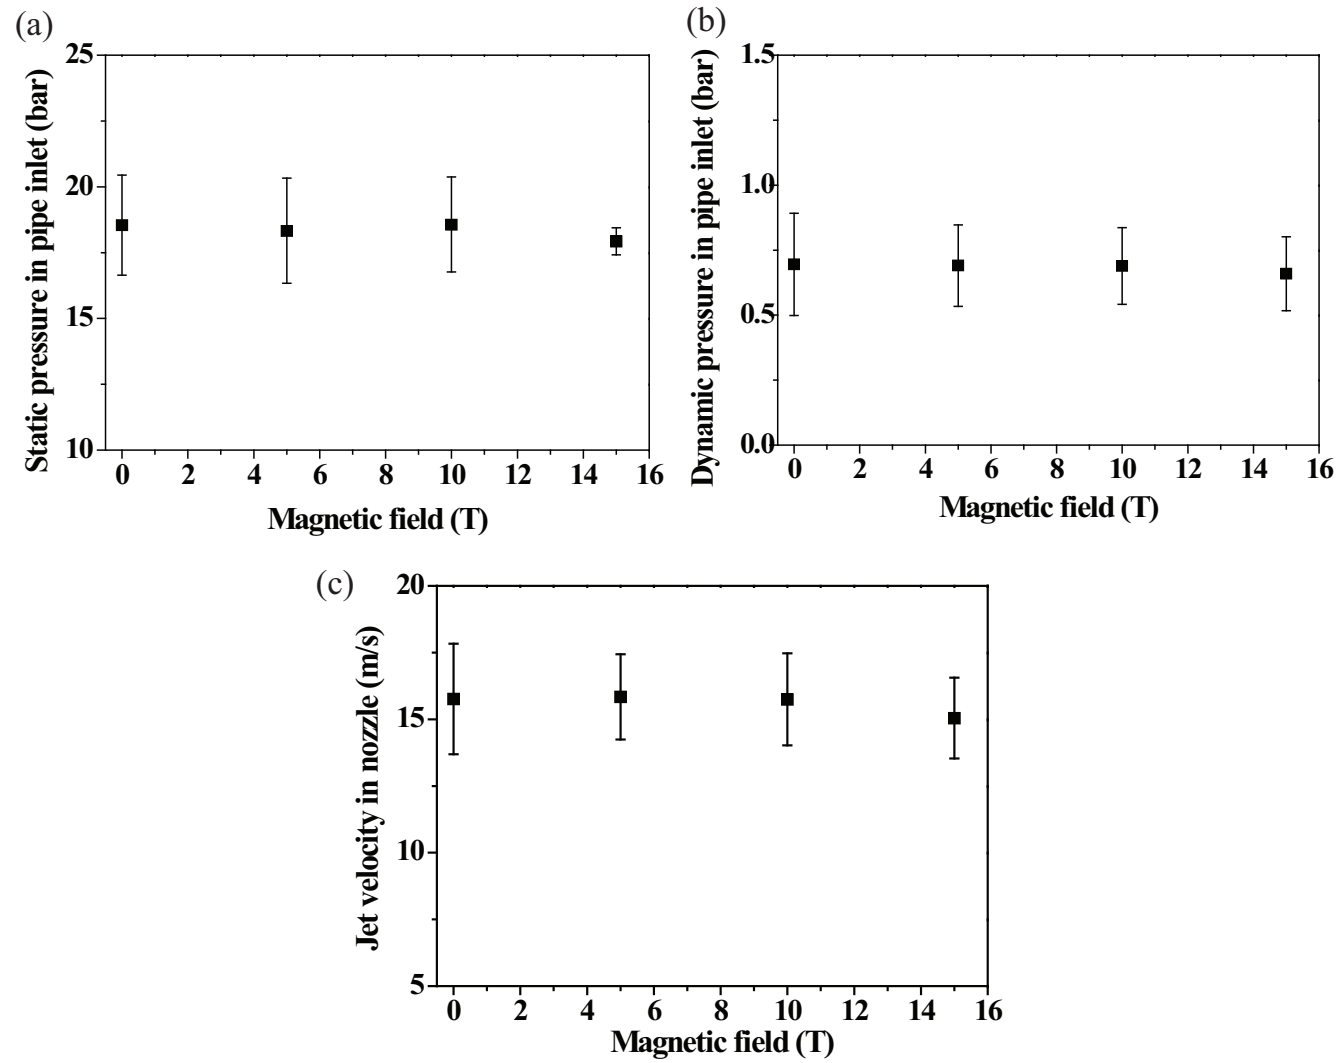 (a)
Static pressure in pipe inlet (bar)
25
20
15
10
0 2 4 6 8 10 12 14 16
Magnetic field (T)
(b)
Dynamic pressure in pipe inlet (bar)
1.5
1.0
0.5
0.0
0 2 4 6 8 10 12 14 16
Magnetic field (T)
(c)
Jet velocity in nozzle (m/s)
20
15
10
5
0 2 4 6 8 10 12 14 16
Magnetic field (T)